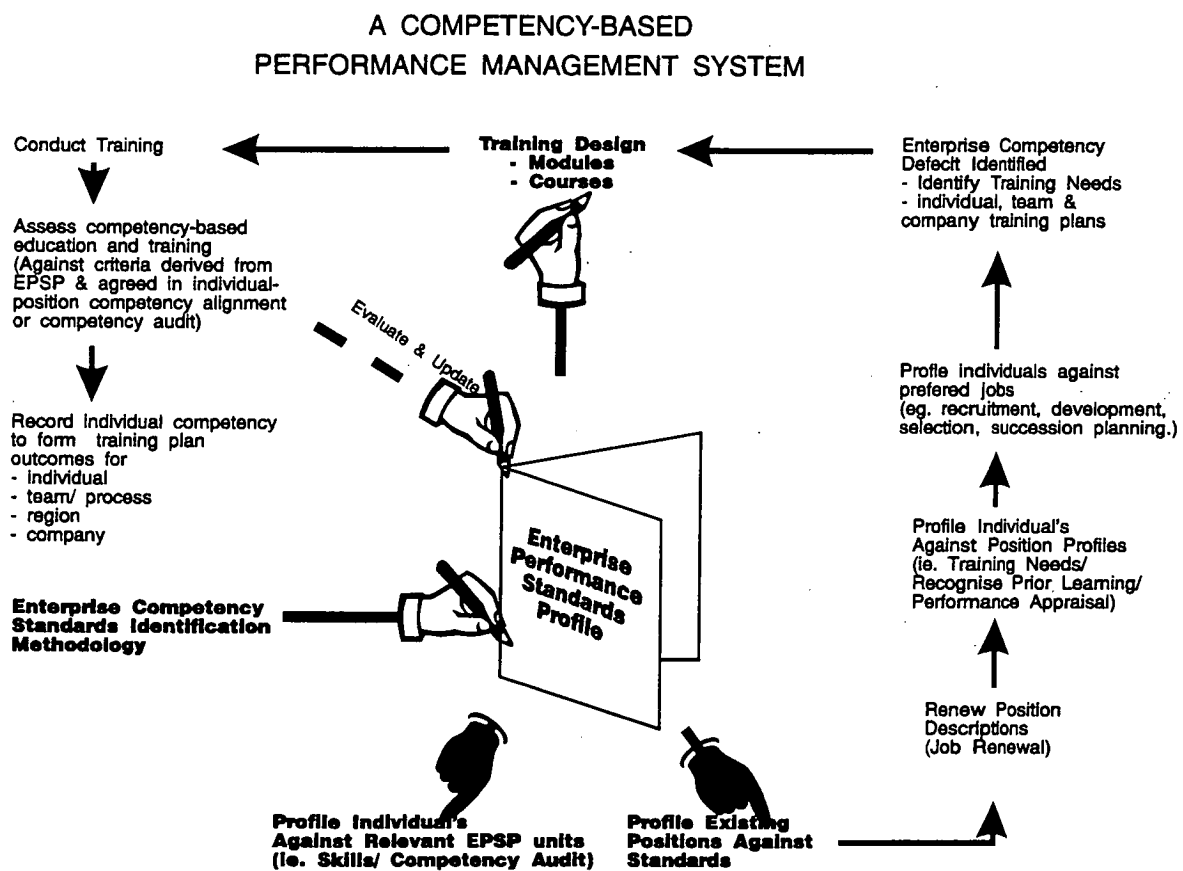 A COMPETENCY-BASED
PERFORMANCE MANAGEMENT SYSTEM
Conduct Training
Training Design
- Modules
- Courses
Enterprise Competency
Defecit Identified
- Identify Training Needs
- individual, team &
company training plans
Assess competency-based
education and training
(Against criteria derived from
EPSP & agreed in individual-
position competency alignment
or competency audit)
Evaluate & Update
Profle individuals against
prefered jobs
(eg. recruitment, development,
selection, succession planning.)
Record individual competency
to form training plan
outcomes for
- individual
- team/ process
- region
- company
Enterprise
Performance
Standards
Profile
Profile Individual's
Against Position Profiles
(ie. Training Needs/
Recognise Prior Learning/
Performance Appraisal)
Enterprise Competency
Standards Identification
Methodology
Renew Position
Descriptions
(Job Renewal)
Profile Individual's
Against Relevant EPSP units
(ie. Skills/ Competency Audit)
Profile Existing
Positions Against
Standards